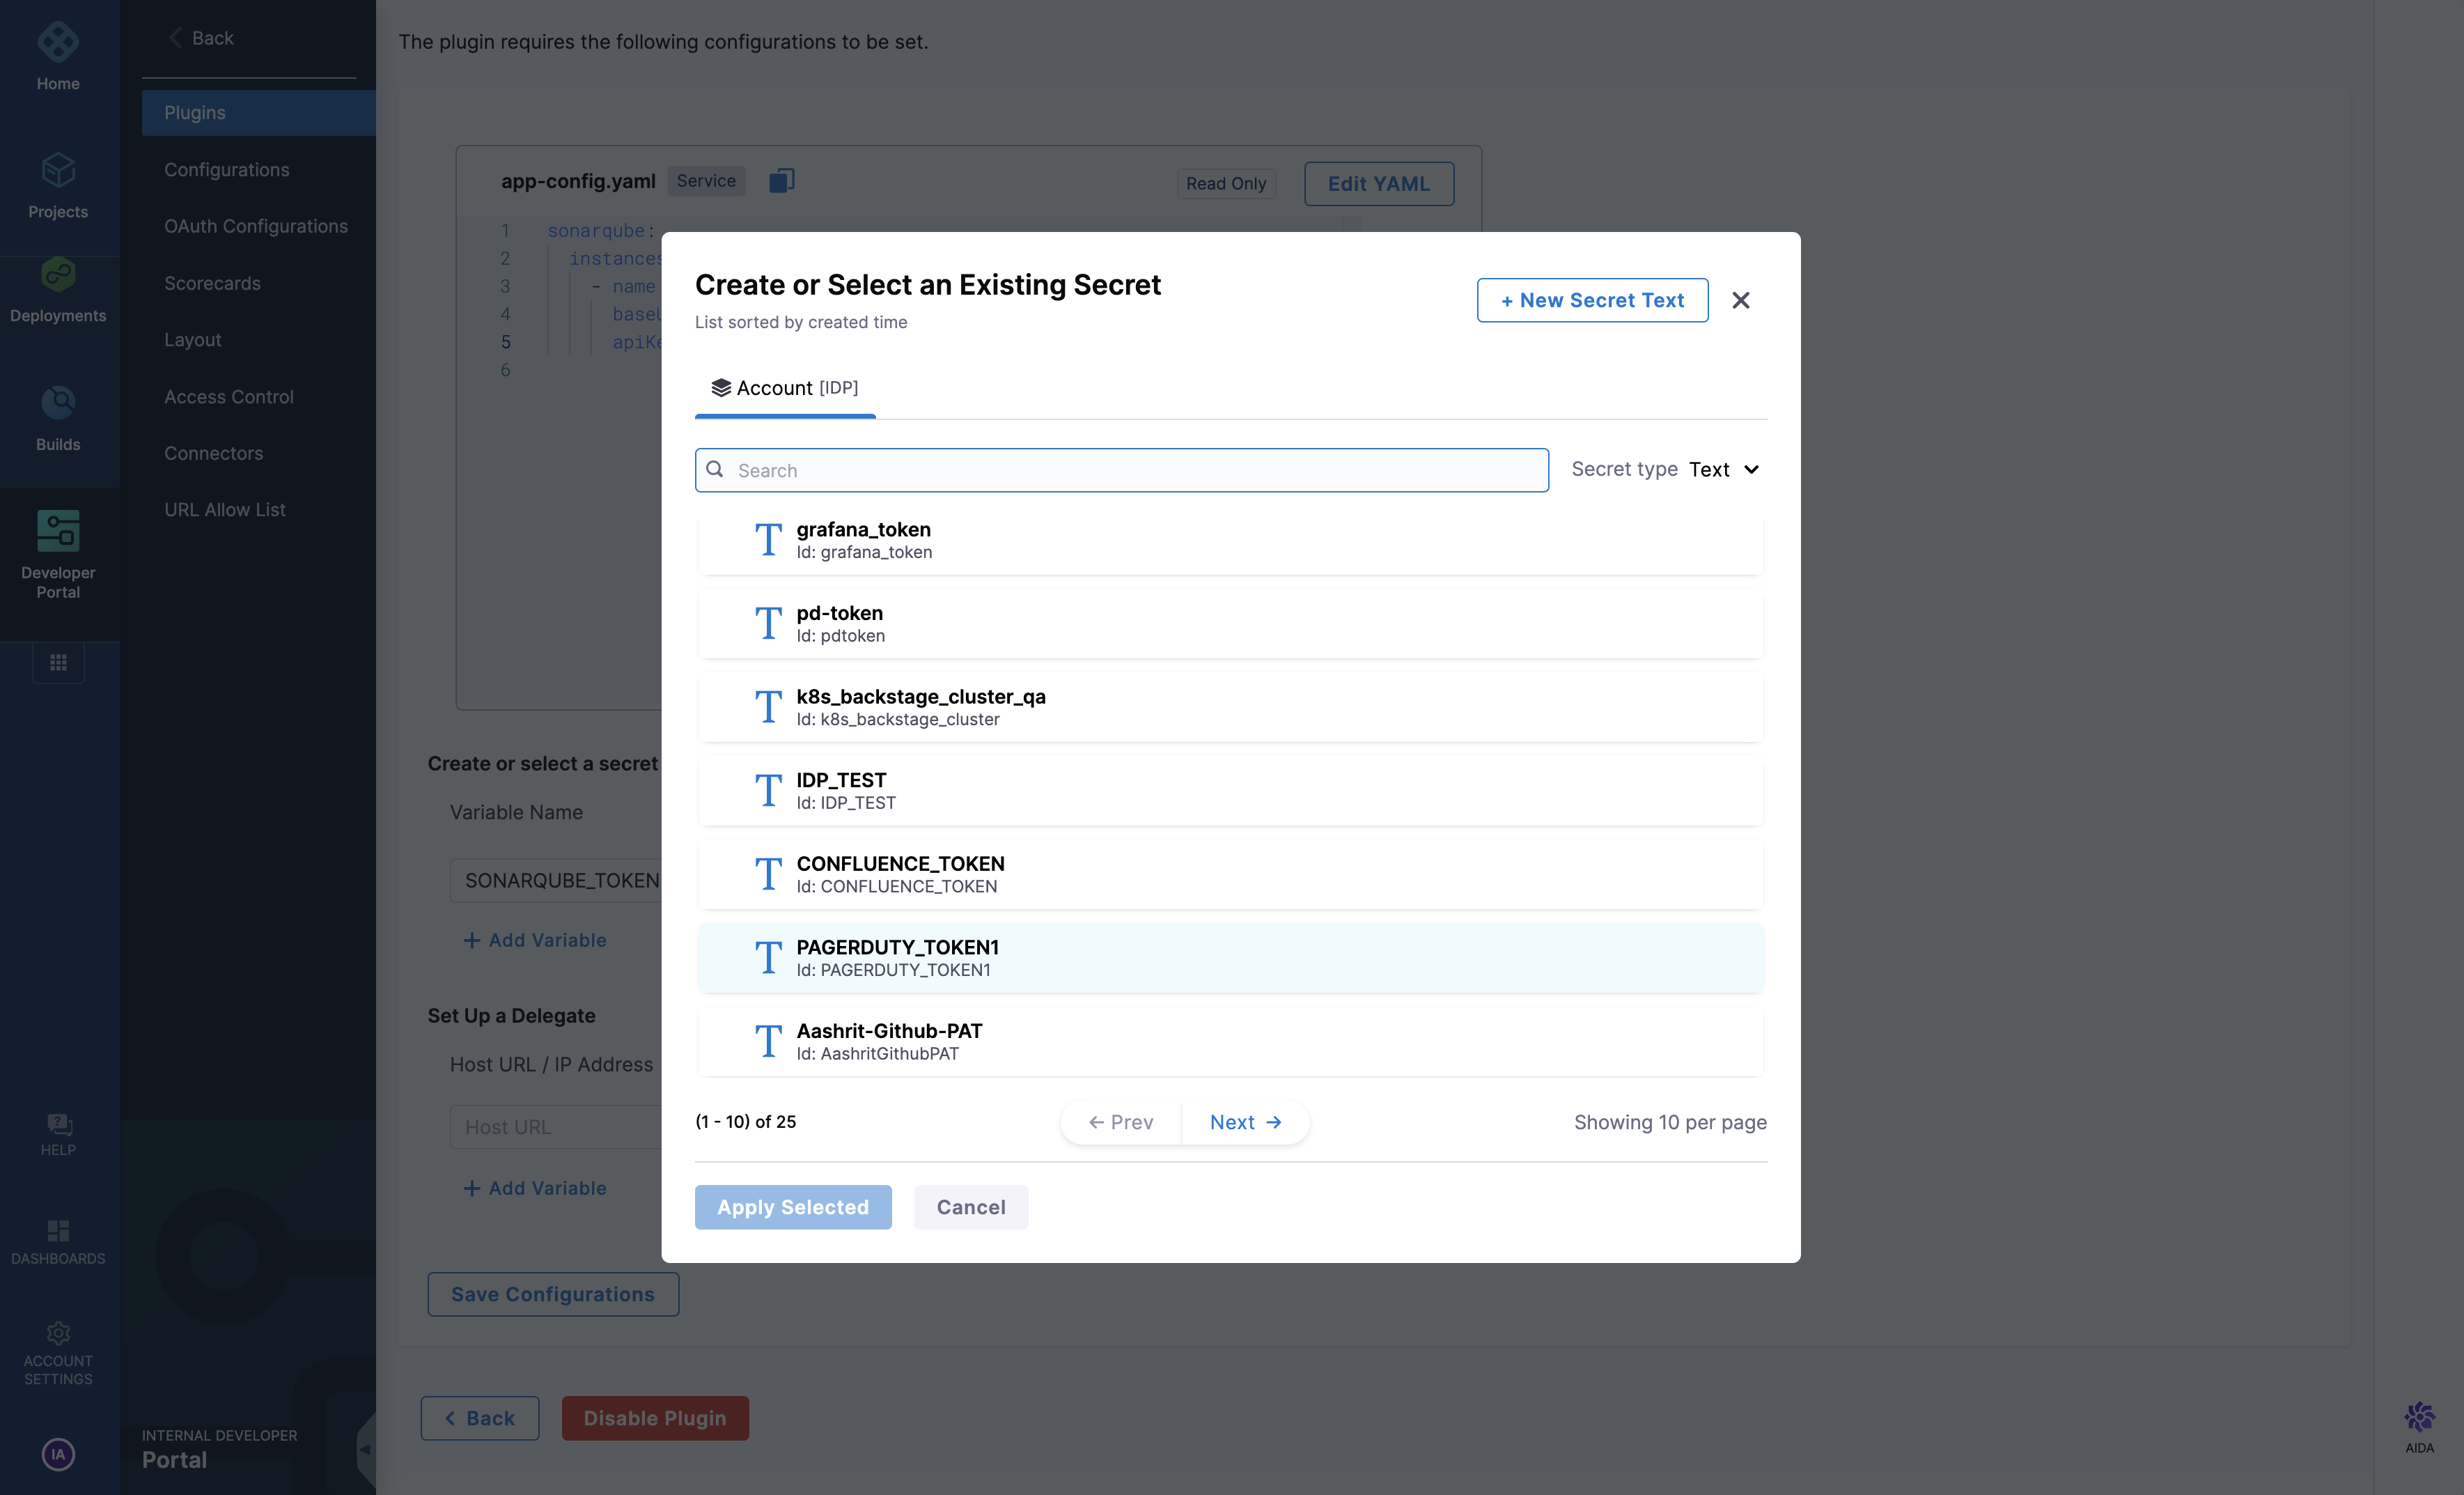 Home
Projects
Deployments
Builds
Developer
Portal
HELP
DASHBOARDS
ACCOUNT
SETTINGS
IA
Back
Plugins
Configurations
OAuth Configurations
Scorecards
Layout
Access Control
Connectors
URL Allow List
INTERNAL DEVELOPER
Portal
The plugin requires the following configurations to be set.
app-config.yaml Service Read Only Edit YAML
1 sonarqube:
2
3 - name
4
5
6
Create or select a secret
Variable Name
SONARQUBE_TOKEN
+ Add Variable
Set Up a Delegate
Host URL / IP Address
Host URL
+ Add Variable
Save Configurations
Back Disable Plugin
Create or Select an Existing Secret
List sorted by created time
+ New Secret Text
Account [IDP]
Search
Secret type Text
grafana_token
Id: grafana_token
pd-token
Id: pdtoken
k8s_backstage_cluster_qa
Id: k8s_backstage_cluster
IDP_TEST
Id: IDP_TEST
CONFLUENCE_TOKEN
Id: CONFLUENCE_TOKEN
PAGERDUTY_TOKEN1
Id: PAGERDUTY_TOKEN1
Aashrit-Github-PAT
Id: AashritGithubPAT
(1 - 10) of 25 ← Prev Next → Showing 10 per page
Apply Selected Cancel
AIDA